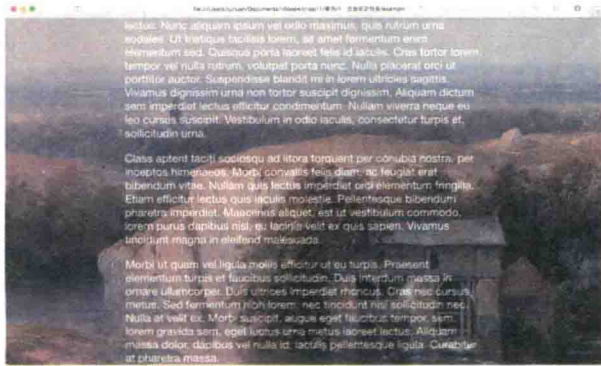 lectus. Nunc aliquam ipsum vel odio maximus, quis rutrum urna
sodales. Ut tristique facilisis lorem, sit amet fermentum enim
elementum sed. Quisque porta laoreet felis id iaculis. Cras tortor lorem,
tempor vel nulla rutrum, volutpat porta nunc. Nulla placerat orci ut
porttitor auctor. Suspendisse blandit mi in lorem ultricies sagittis.
Vivamus dignissim urna non tortor suscipit dignissim. Aliquam dictum
sem imperdiet lectus efficitur condimentum. Nullam viverra neque eu
leo cursus suscipit. Vestibulum in odio iaculis, consectetur turpis et,
sollicitudin urna.
Class aptent taciti sociosqu ad litora torquent per conubia nostra, per
inceptos himenaeos. Morbi convallis felis diam, ac feugiat erat
bibendum vitae. Nullam quis lectus imperdiet orci elementum fringilla.
Etiam efficitur lectus quis iaculis molestie. Pellentesque bibendum
pharetra imperdiet. Maecenas aliquet, est ut vestibulum commodo,
lorem purus dapibus nisl, eu lacinia velit ex quis sapien. Vivamus
tincidunt magna in eleifend malesuada.
Morbi ut quam vel ligula mollis efficitur ut eu turpis. Praesent
elementum turpis et faucibus sollicitudin. Duis interdum massa in
ornare ullamcorper. Duis ultrices imperdiet rhoncus. Cras nec cursus
metus. Sed fermentum nibh lorem, nec tincidunt nisl sollicitudin nec.
Nulla at velit ex. Morbi suscipit, augue eget faucibus tempor, sem
lorem gravida sem, eget luctus urna metus laoreet lectus. Aliquam
massa dolor, dapibus vel nulla id, iaculis pellentesque ligula. Curabitur
at pharetra massa.